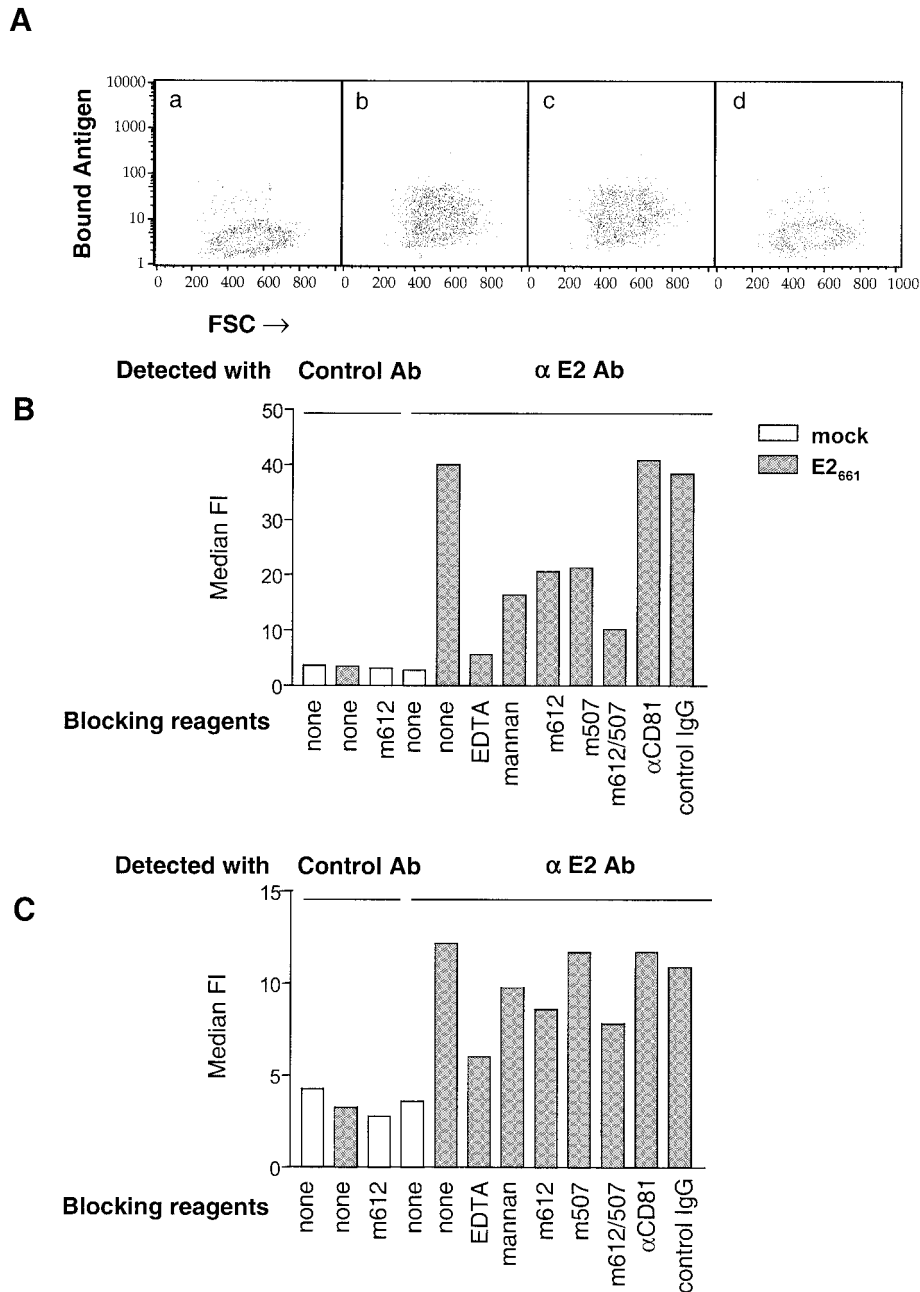 A
Bound Antigen
10000
1000
100
10
1
a
b
c
d
0 200 400 600 800 0 200 400 600 800 0 200 400 600 800 0 200 400 600 800 1000
FSC →
Detected with Control Ab α E2 Ab
B
Median FI
50
40
30
20
10
0
mock
E2₆₆₁
Blocking reagents
none
none
m612
none
none
EDTA
mannan
m612
m507
m612/507
αCD81
control IgG
Detected with Control Ab α E2 Ab
C
Median FI
15
10
5
0
Blocking reagents
none
none
m612
none
none
EDTA
mannan
m612
m507
m612/507
αCD81
control IgG